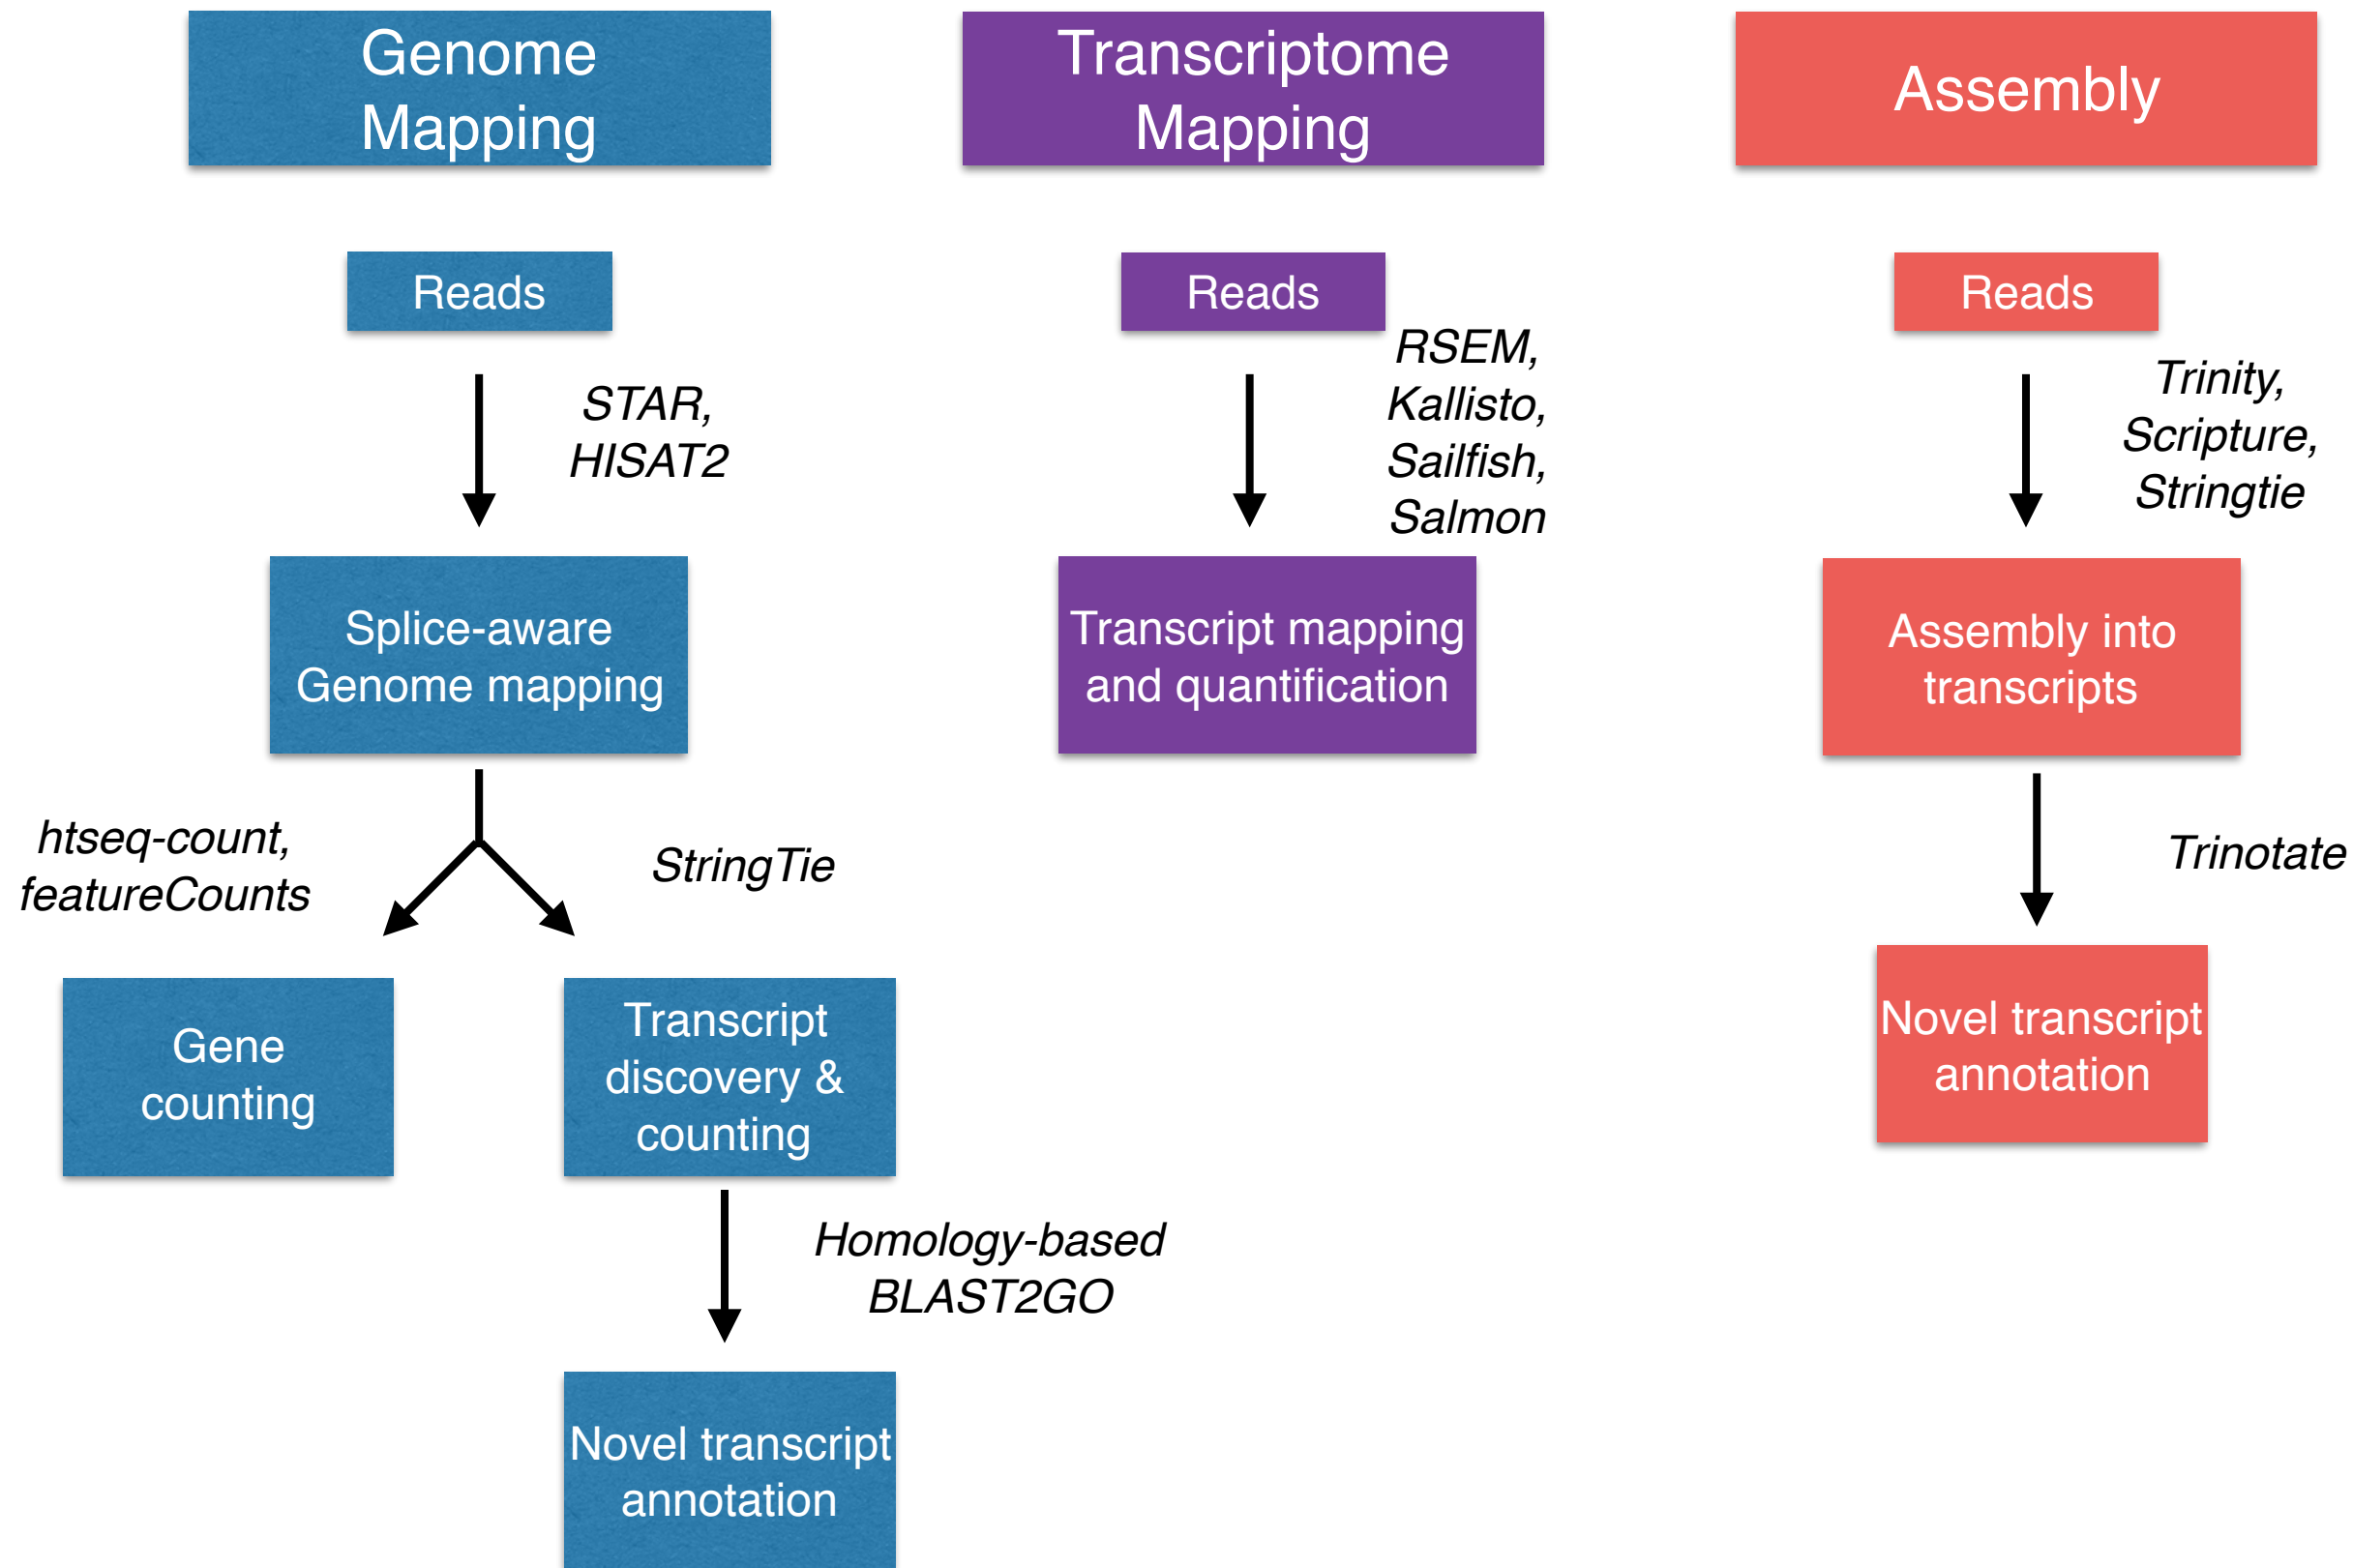 Genome
Mapping
Transcriptome
Mapping
Assembly
Reads
Reads
Reads
STAR,
HISAT2
RSEM,
Kallisto,
Sailfish,
Salmon
Trinity,
Scripture,
Stringtie
Splice-aware
Genome mapping
Transcript mapping
and quantification
Assembly into
transcripts
htseq-count,
featureCounts
StringTie
Trinotate
Gene
counting
Transcript
discovery &
counting
Novel transcript
annotation
Homology-based
BLAST2GO
Novel transcript
annotation